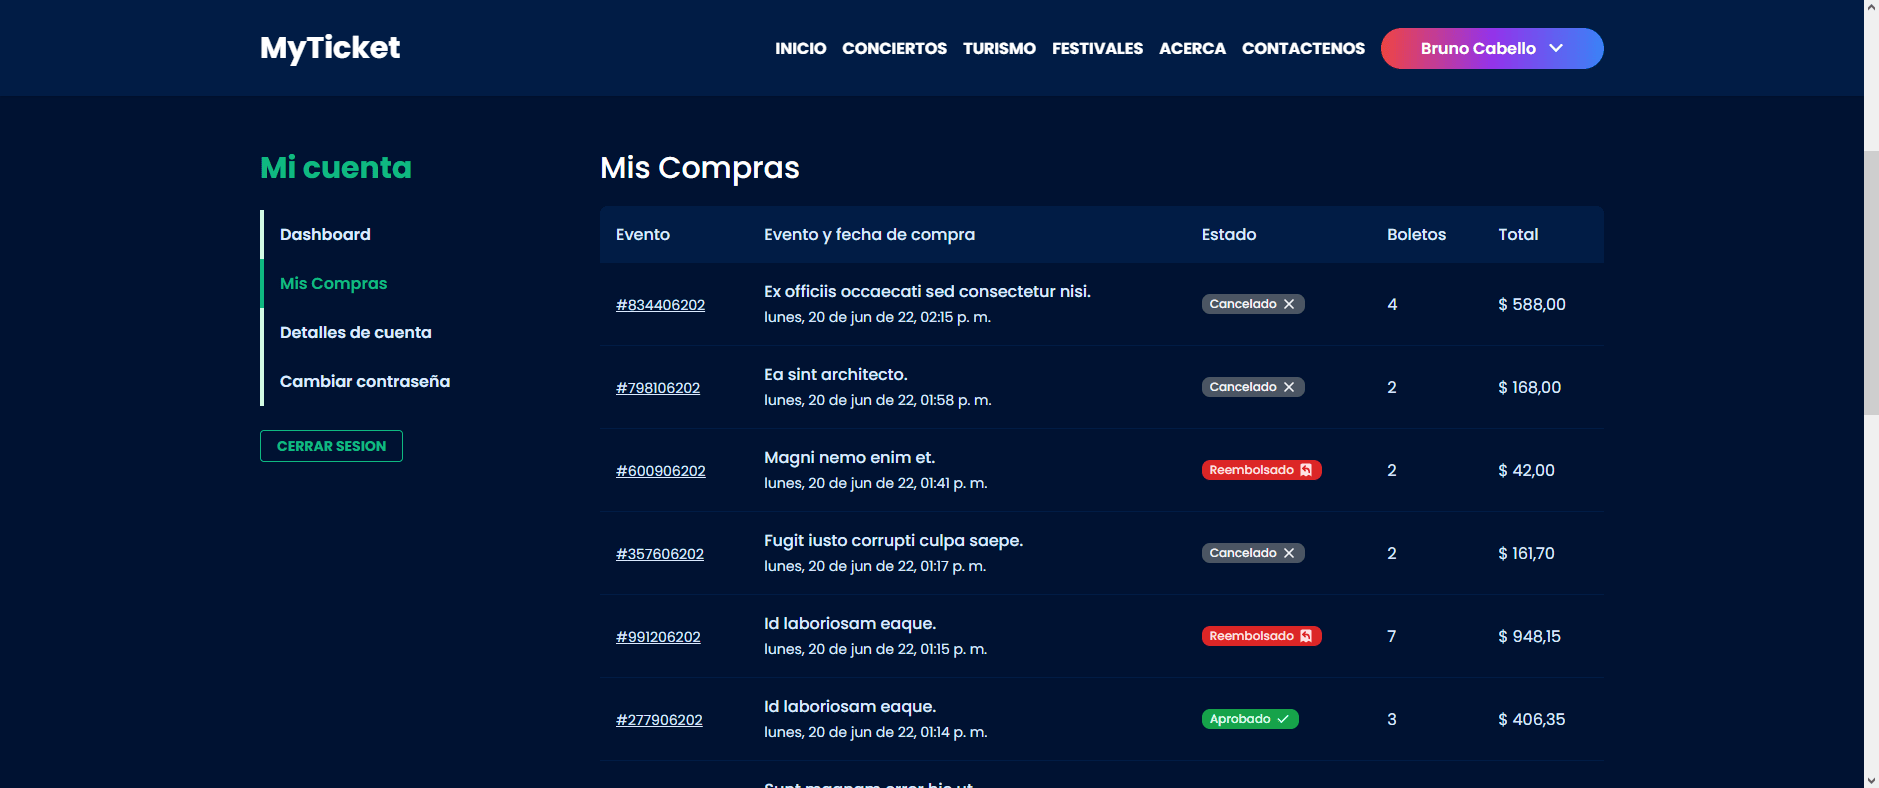 MyTicket
INICIO CONCIERTOS TURISMO FESTIVALES ACERCA CONTACTENOS Bruno Cabello
Mi cuenta
Dashboard
Mis Compras
Detalles de cuenta
Cambiar contraseña
CERRAR SESION
Mis Compras
Evento Evento y fecha de compra Estado Boletos Total
#834406202 Ex officiis occaecati sed consectetur nisi. Cancelado 4 $ 588,00
lunes, 20 de jun de 22, 02:15 p. m.
#798106202 Ea sint architecto. Cancelado 2 $ 168,00
lunes, 20 de jun de 22, 01:58 p. m.
#600906202 Magni nemo enim et. Reembolsado 2 $ 42,00
lunes, 20 de jun de 22, 01:41 p. m.
#357606202 Fugit iusto corrupti culpa saepe. Cancelado 2 $ 161,70
lunes, 20 de jun de 22, 01:17 p. m.
#991206202 Id laboriosam eaque. Reembolsado 7 $ 948,15
lunes, 20 de jun de 22, 01:15 p. m.
#277906202 Id laboriosam eaque. Aprobado 3 $ 406,35
lunes, 20 de jun de 22, 01:14 p. m.